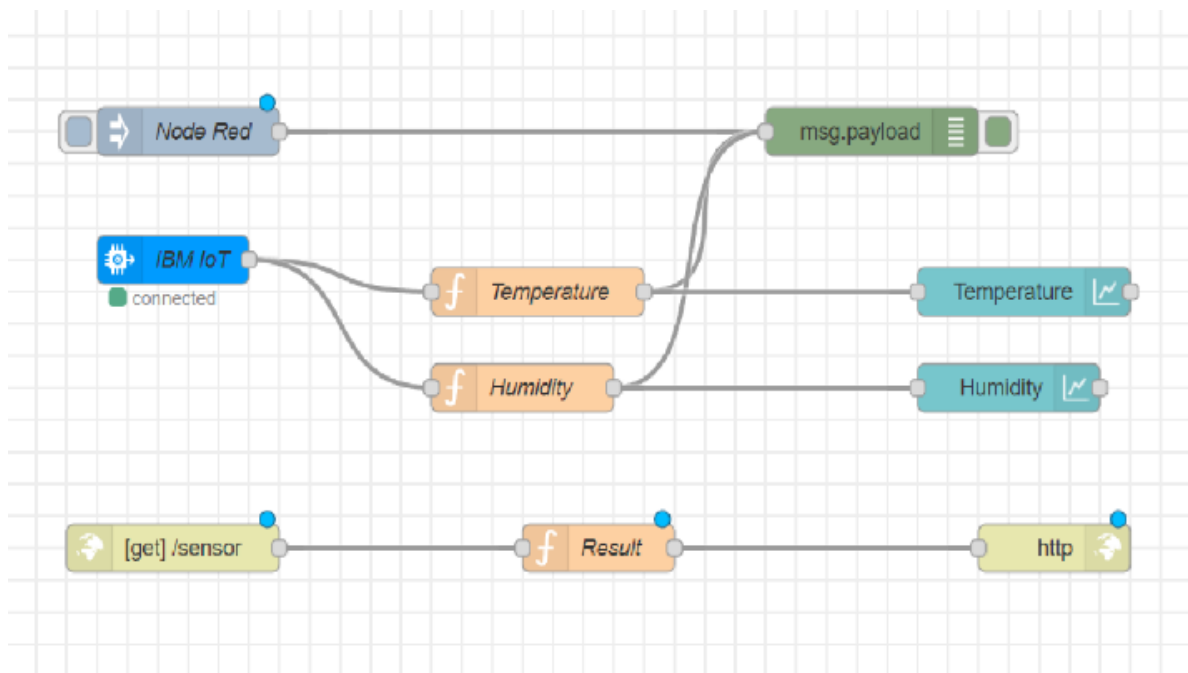 Node Red
msg.payload
IBM IoT
connected
Temperature
Temperature
Humidity
Humidity
[get] /sensor
Result
http